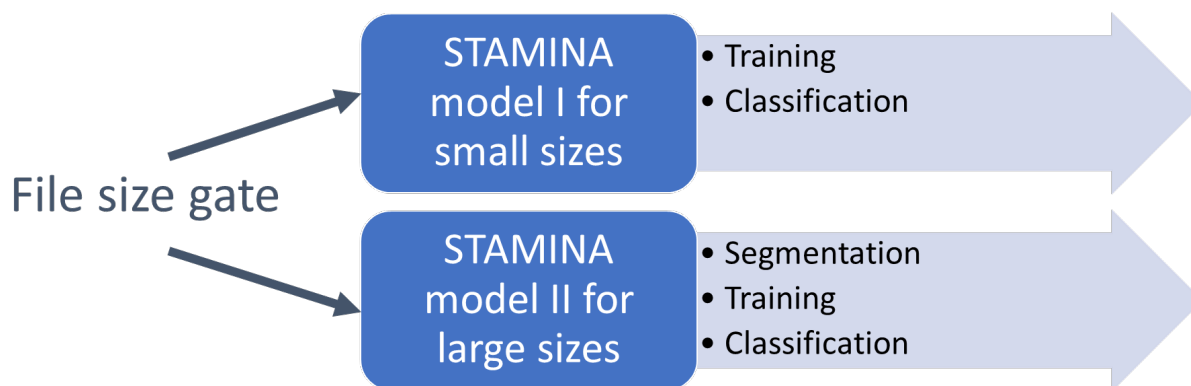 File size gate
STAMINA
model I for
small sizes
• Training
• Classification
STAMINA
model II for
large sizes
• Segmentation
• Training
• Classification